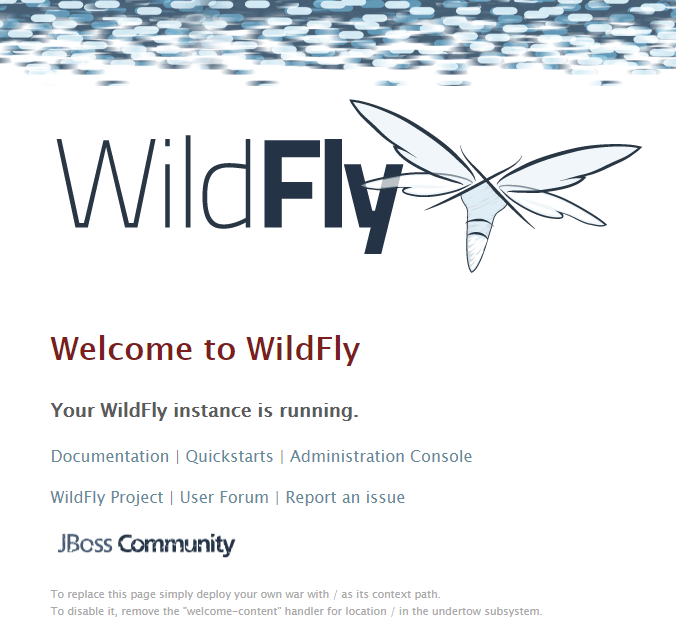 WildFly
Welcome to WildFly
Your WildFly instance is running.
Documentation | Quickstarts | Administration Console
WildFly Project | User Forum | Report an issue
JBoss Community
To replace this page simply deploy your own war with / as its context path.
To disable it, remove the "welcome-content" handler for location / in the undertow subsystem.